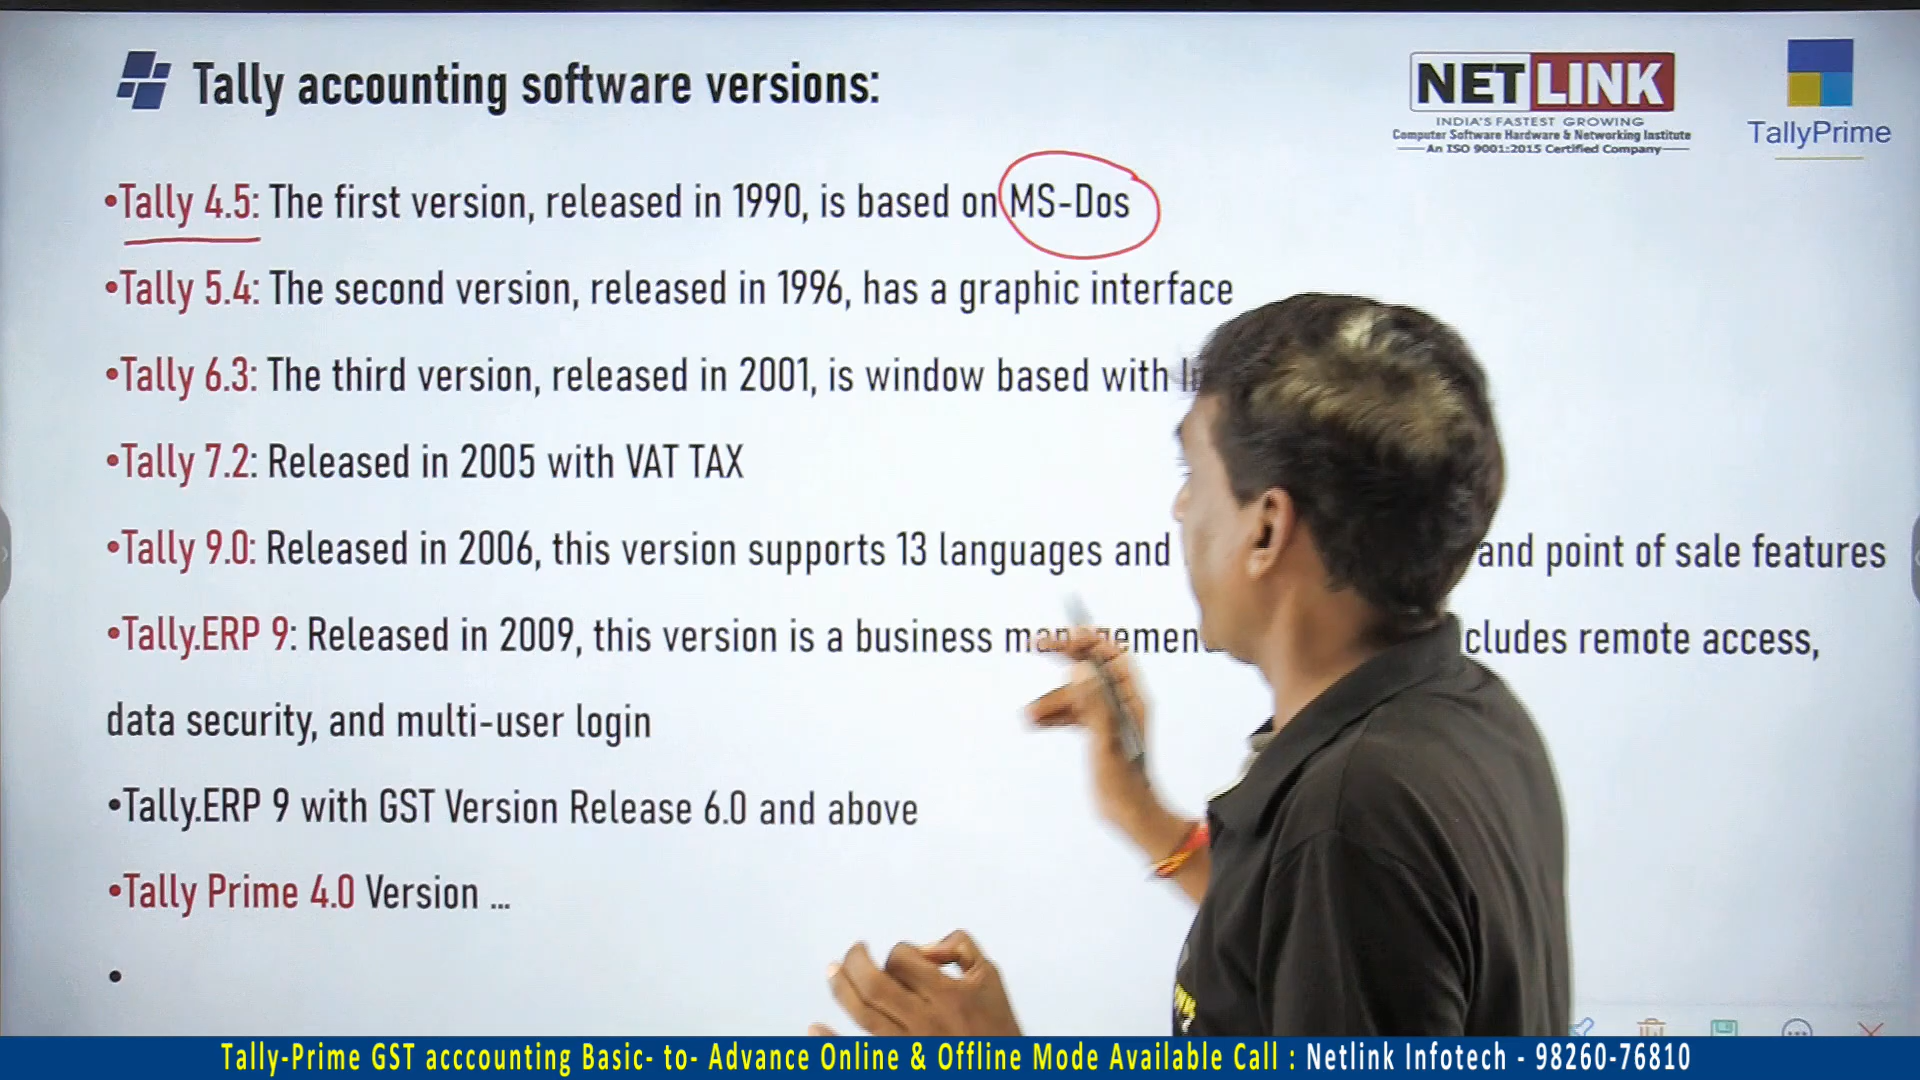 Tally accounting software versions:
NETLINK
INDIA'S FASTEST GROWING
Computer Software Hardware & Networking Institute
An ISO 9001:2015 Certified Company
TallyPrime
•Tally 4.5: The first version, released in 1990, is based on MS-Dos
•Tally 5.4: The second version, released in 1996, has a graphic interface
•Tally 6.3: The third version, released in 2001, is window based with
•Tally 7.2: Released in 2005 with VAT TAX
•Tally 9.0: Released in 2006, this version supports 13 languages and and point of sale features
•Tally.ERP 9: Released in 2009, this version is a business remote access,
data security, and multi-user login
•Tally.ERP 9 with GST Version Release 6.0 and above
•Tally Prime 4.0 Version ...
•
Tally-Prime GST acccounting Basic- to- Advance Online & Offline Mode Available Call : Netlink Infotech - 98260-76810